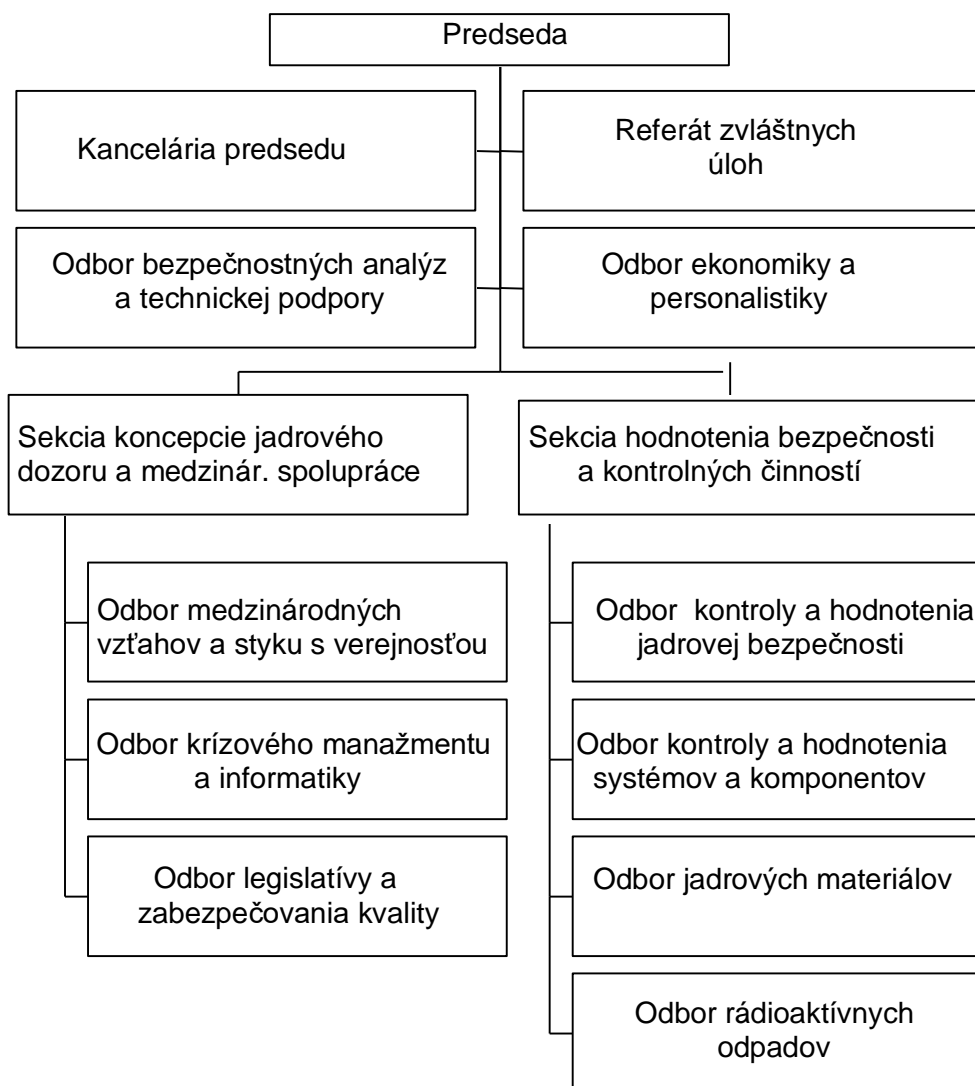 Predseda
Kancelária predsedu
Referát zvláštnych
úloh
Odbor bezpečnostných analýz
a technickej podpory
Odbor ekonomiky a
personalistiky
Sekcia koncepcie jadrového
dozoru a medzinár. spolupráce
Sekcia hodnotenia bezpečnosti
a kontrolných činností
Odbor medzinárodných
vzťahov a styku s verejnosťou
Odbor krízového manažmentu
a informatiky
Odbor legislatívy a
zabezpečovania kvality
Odbor kontroly a hodnotenia
jadrovej bezpečnosti
Odbor kontroly a hodnotenia
systémov a komponentov
Odbor jadrových materiálov
Odbor rádioaktívnych
odpadov